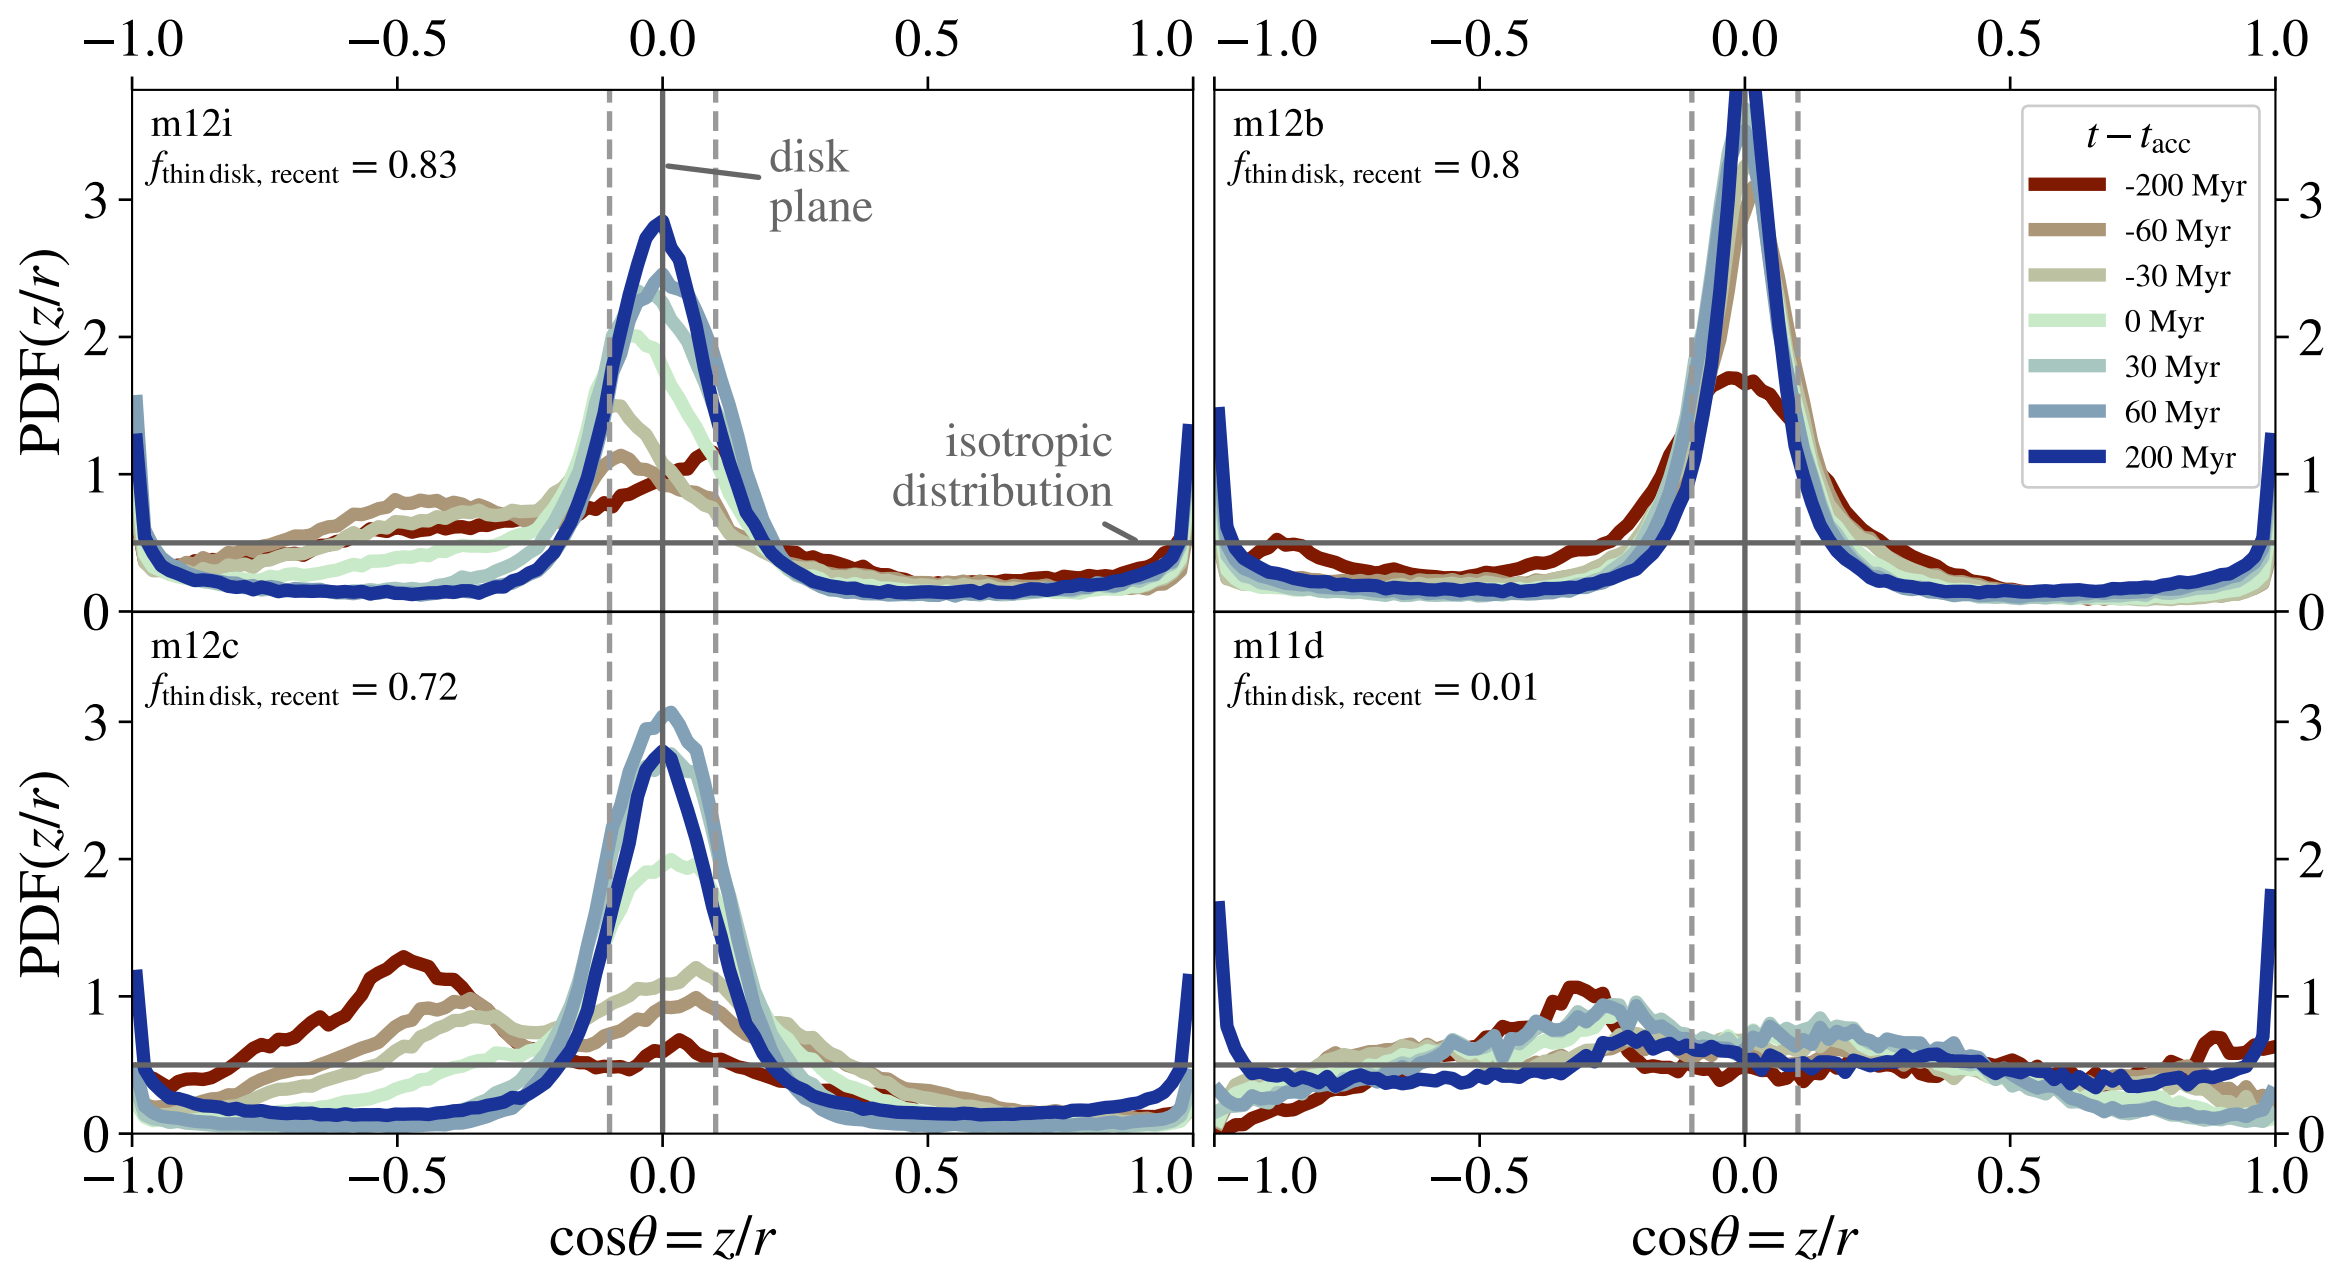 −1.0 −0.5 0.0 0.5 1.0 −1.0 −0.5 0.0 0.5 1.0
m12i
f thin disk, recent = 0.83
disk
plane
isotropic
distribution
PDF(z/r)
3
2
1
0
m12b
f thin disk, recent = 0.8
t − t acc
-200 Myr
-60 Myr
-30 Myr
0 Myr
30 Myr
60 Myr
200 Myr
3
2
1
0
m12c
f thin disk, recent = 0.72
PDF(z/r)
3
2
1
0
m11d
f thin disk, recent = 0.01
3
2
1
0
−1.0 −0.5 0.0 0.5 1.0 −1.0 −0.5 0.0 0.5 1.0
cosθ = z/r cosθ = z/r